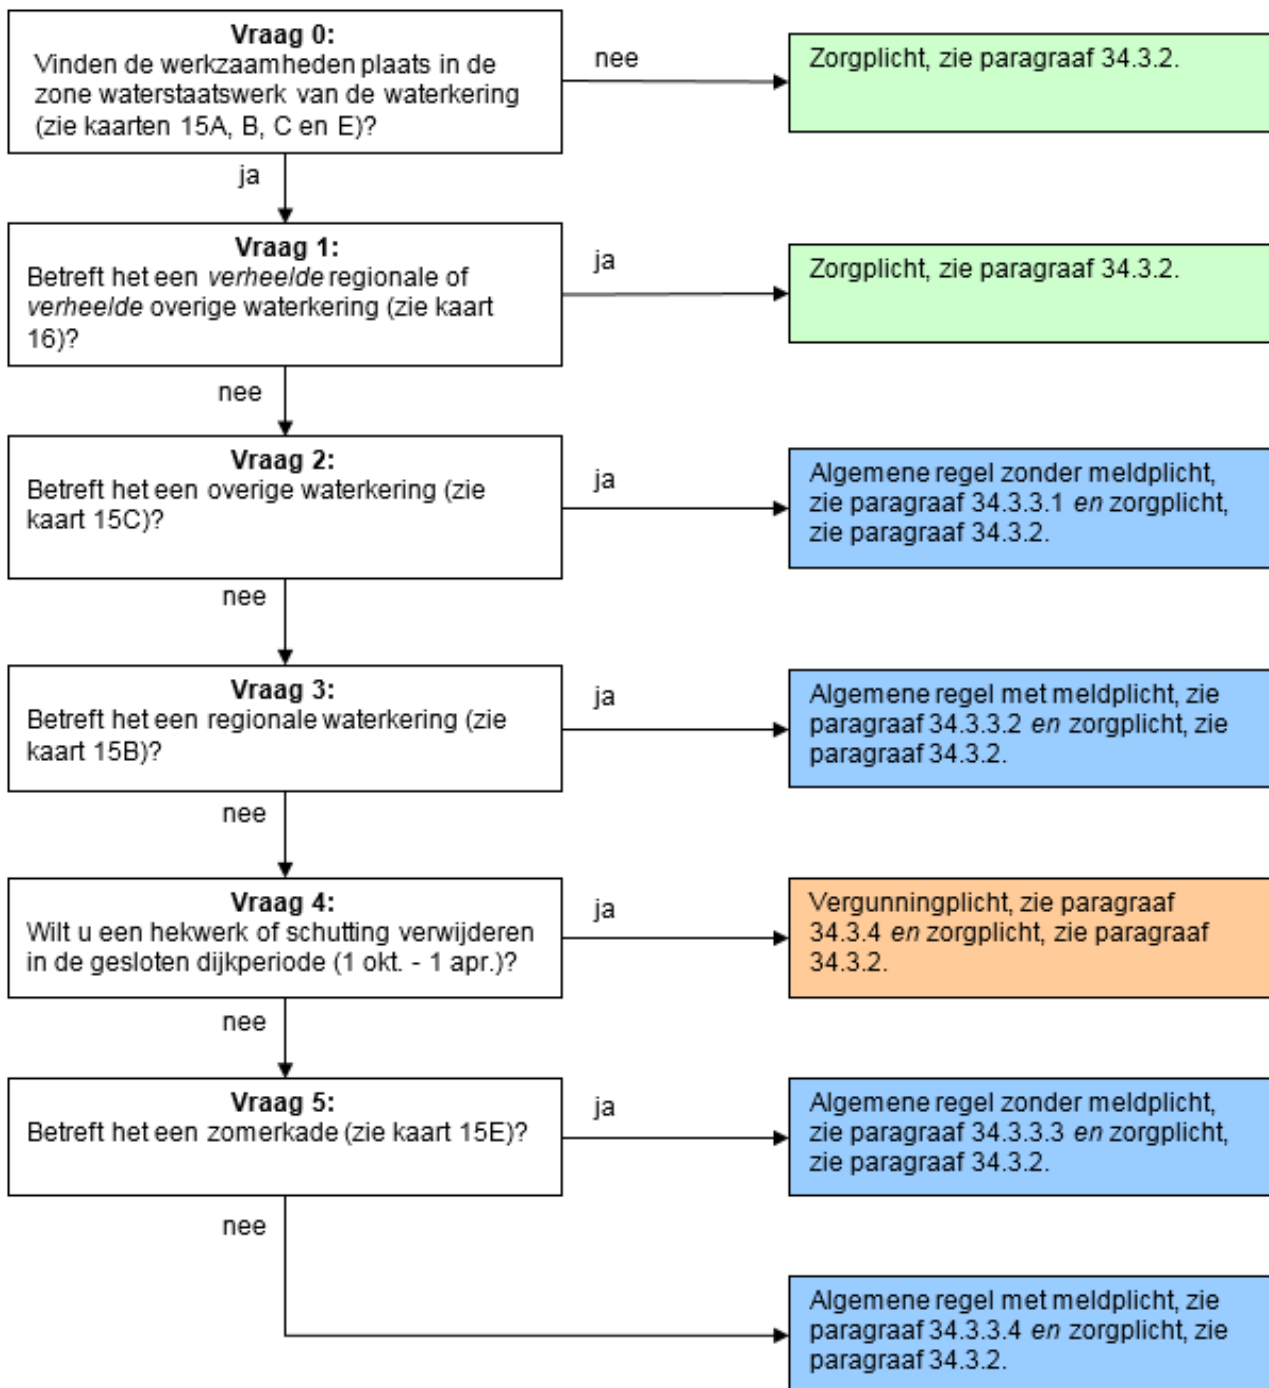 Vraag 0:
Vinden de werkzaamheden plaats in de
zone waterstaatswerk van de waterkering
(zie kaarten 15A, B, C en E)?
nee
Zorgplicht, zie paragraaf 34.3.2.
ja
Vraag 1:
Betreft het een verheelde regionale of
verheelde overige waterkering (zie kaart
16)?
ja
Zorgplicht, zie paragraaf 34.3.2.
nee
Vraag 2:
Betreft het een overige waterkering (zie
kaart 15C)?
ja
Algemene regel zonder meldplicht,
zie paragraaf 34.3.3.1 en zorgplicht,
zie paragraaf 34.3.2.
nee
Vraag 3:
Betreft het een regionale waterkering (zie
kaart 15B)?
ja
Algemene regel met meldplicht, zie
paragraaf 34.3.3.2 en zorgplicht, zie
paragraaf 34.3.2.
nee
Vraag 4:
Wilt u een hekwerk of schutting verwijderen
in de gesloten dijkperiode (1 okt. - 1 apr.)?
ja
Vergunningplicht, zie paragraaf
34.3.4 en zorgplicht, zie paragraaf
34.3.2.
nee
Vraag 5:
Betreft het een zomerkade (zie kaart 15E)?
ja
Algemene regel zonder meldplicht,
zie paragraaf 34.3.3.3 en zorgplicht,
zie paragraaf 34.3.2.
nee
Algemene regel met meldplicht, zie
paragraaf 34.3.3.4 en zorgplicht, zie
paragraaf 34.3.2.